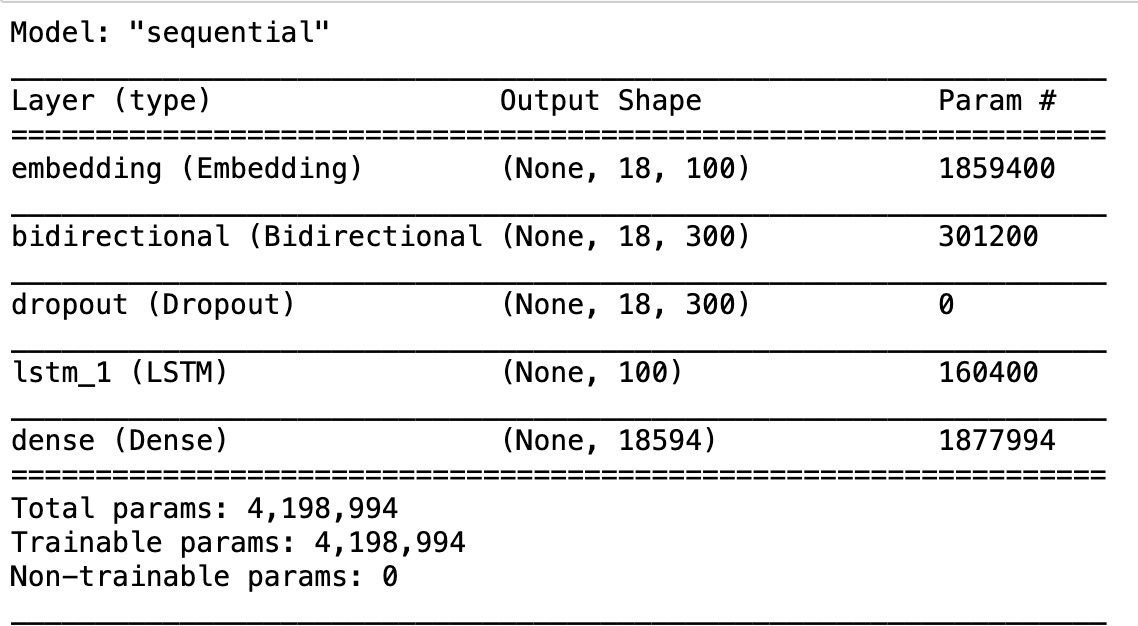 Model: "sequential"
Layer (type) Output Shape Param #
embedding (Embedding) (None, 18, 100) 1859400
bidirectional (Bidirectional (None, 18, 300) 301200
dropout (Dropout) (None, 18, 300) 0
lstm_1 (LSTM) (None, 100) 160400
dense (Dense) (None, 18594) 1877994
Total params: 4,198,994
Trainable params: 4,198,994
Non-trainable params: 0